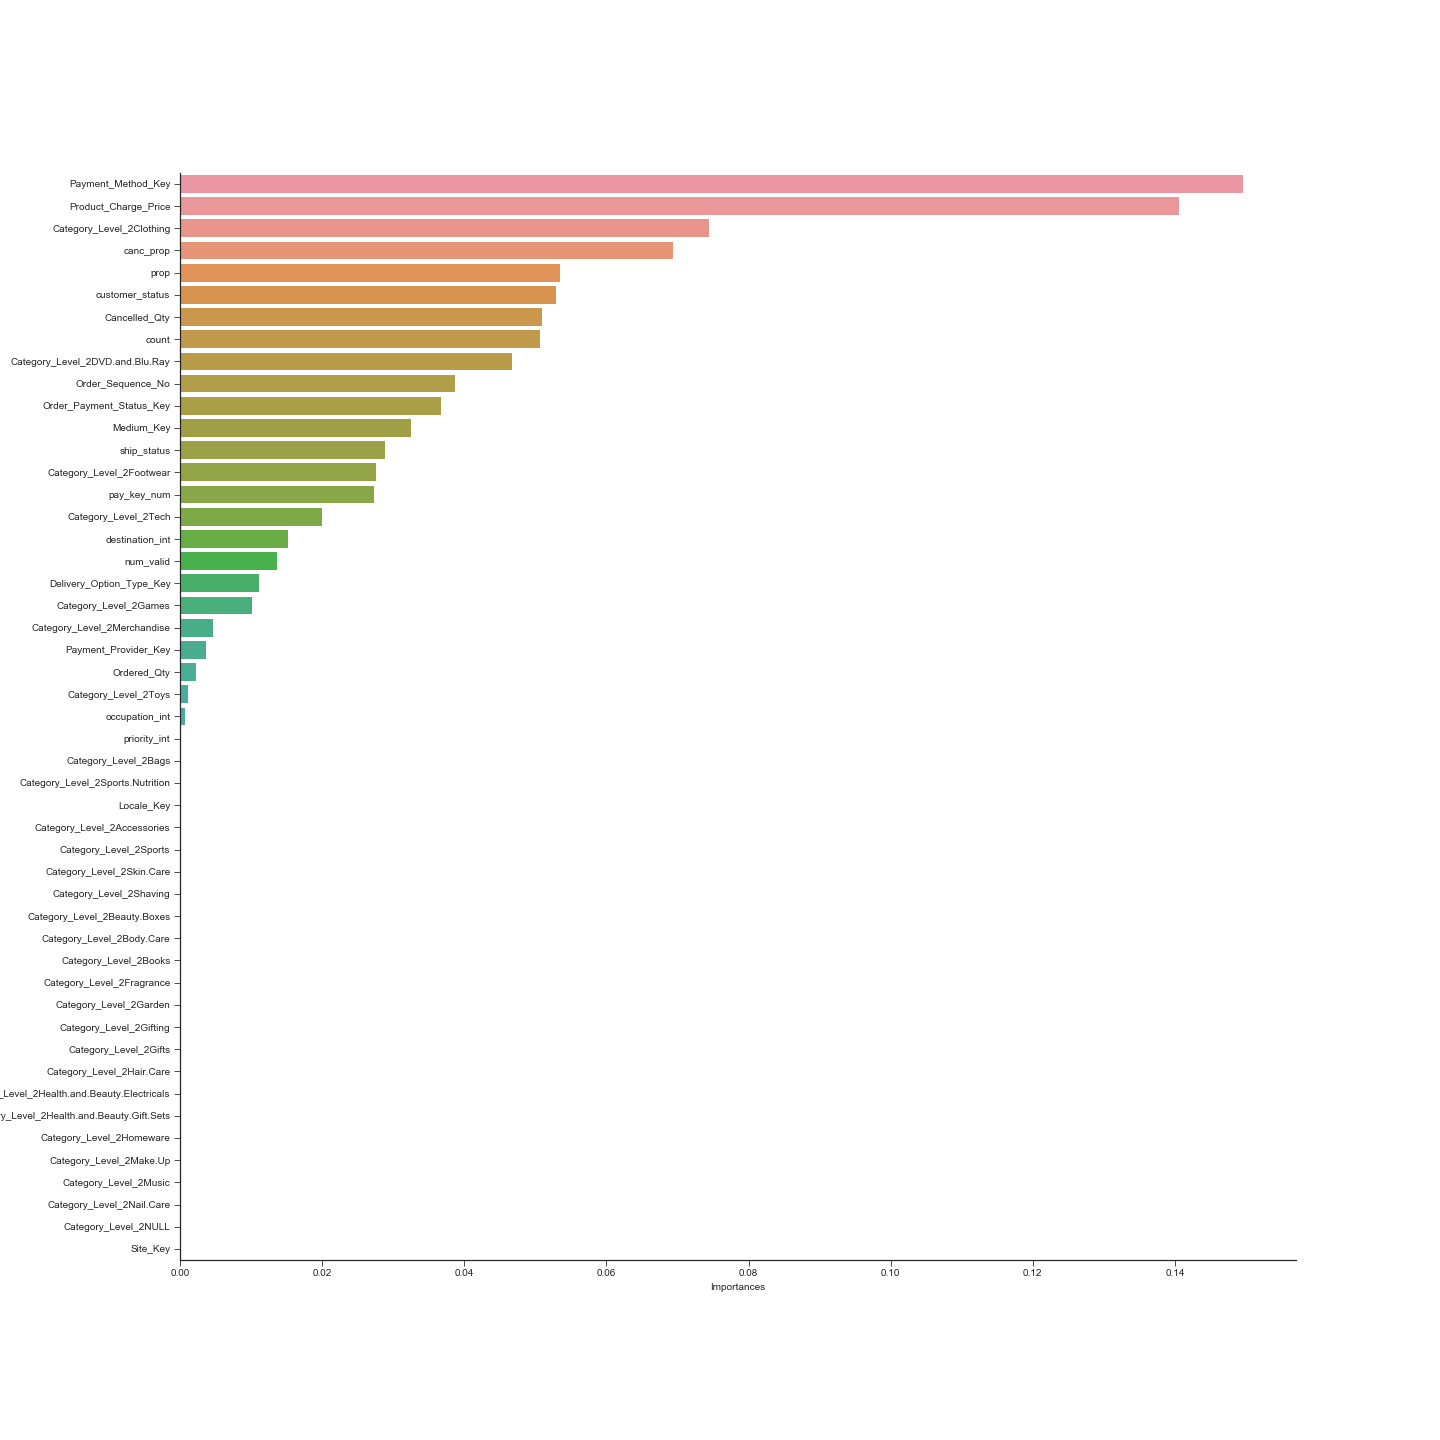 Payment_Method_Key
Product_Charge_Price
Category_Level_2Clothing
canc_prop
prop
customer_status
Cancelled_Qty
count
Category_Level_2DVD.and.Blu.Ray
Order_Sequence_No
Order_Payment_Status_Key
Medium_Key
ship_status
Category_Level_2Footwear
pay_key_num
Category_Level_2Tech
destination_int
num_valid
Delivery_Option_Type_Key
Category_Level_2Games
Category_Level_2Merchandise
Payment_Provider_Key
Ordered_Qty
Category_Level_2Toys
occupation_int
priority_int
Category_Level_2Bags
Category_Level_2Sports.Nutrition
Locale_Key
Category_Level_2Accessories
Category_Level_2Sports
Category_Level_2Skin.Care
Category_Level_2Shaving
Category_Level_2Beauty.Boxes
Category_Level_2Body.Care
Category_Level_2Books
Category_Level_2Fragrance
Category_Level_2Garden
Category_Level_2Gifting
Category_Level_2Gifts
Category_Level_2Hair.Care
_Level_2Health.and.Beauty.Electricals
y_Level_2Health.and.Beauty.Gift.Sets
Category_Level_2Homeware
Category_Level_2Make.Up
Category_Level_2Music
Category_Level_2Nail.Care
Category_Level_2NULL
Site_Key
0.00 0.02 0.04 0.06 0.08 0.10 0.12 0.14
Importances